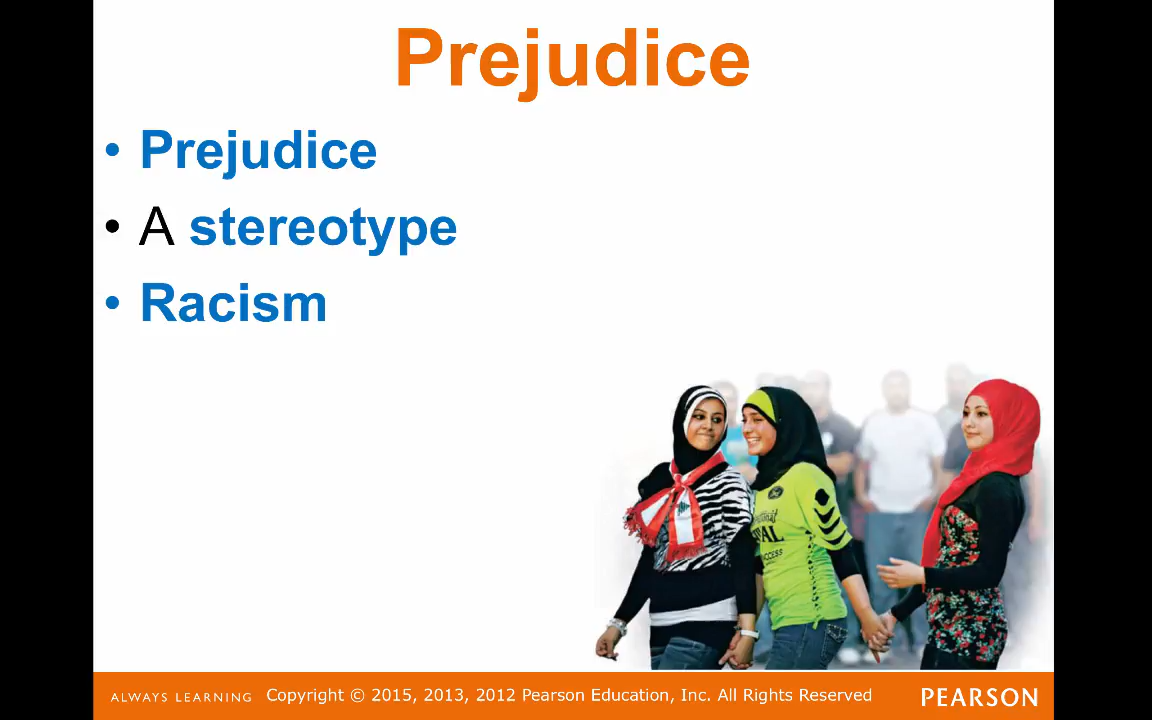 Prejudice
• Prejudice
• A stereotype
• Racism
ALWAYS LEARNING Copyright © 2015, 2013, 2012 Pearson Education, Inc. All Rights Reserved PEARSON